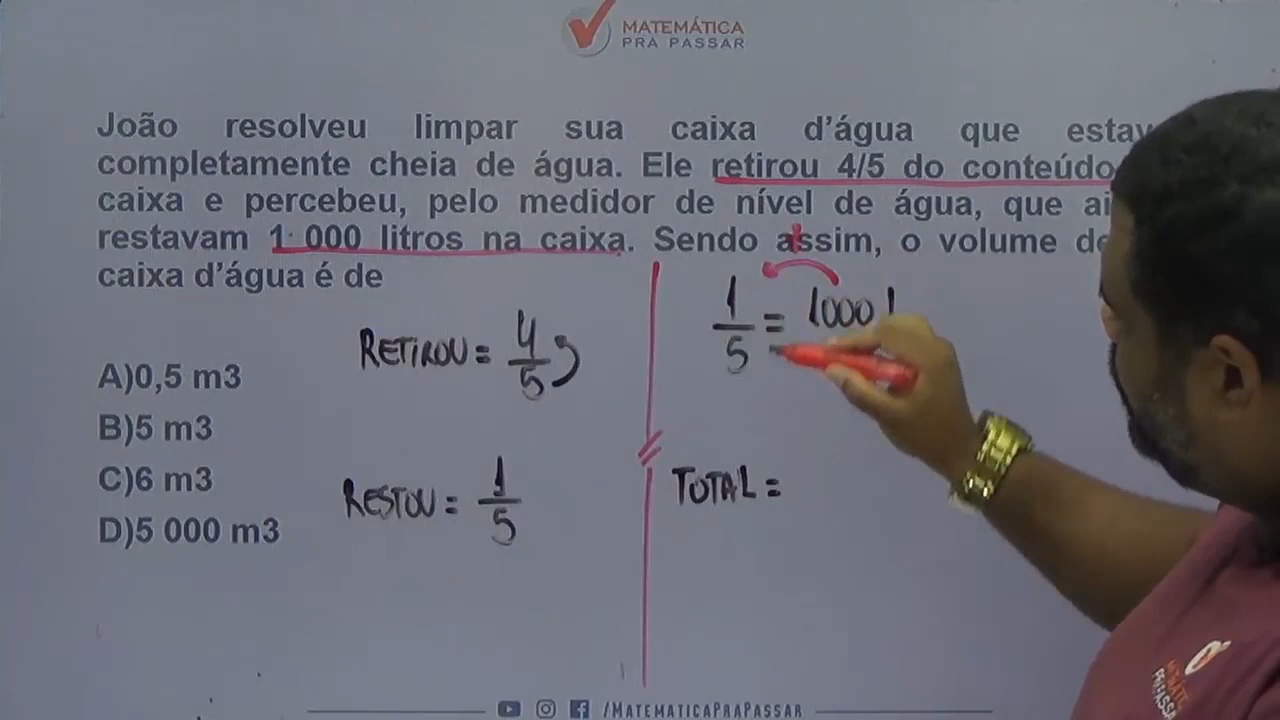 MATEMÁTICA
PRA PASSAR
João resolveu limpar sua caixa d'água que estav
completamente cheia de água. Ele retirou 4/5 do conteúdo
caixa e percebeu, pelo medidor de nível de água, que ai
restavam 1 000 litros na caixa. Sendo assim, o volume de
caixa d'água é de
A)0,5 m3
B)5 m3
C)6 m3
D)5 000 m3
RETIROU = 4/5
RESTOU = 1/5
1/5 = 1000 l
TOTAL =
/MATEMATICAPRAPASSAR